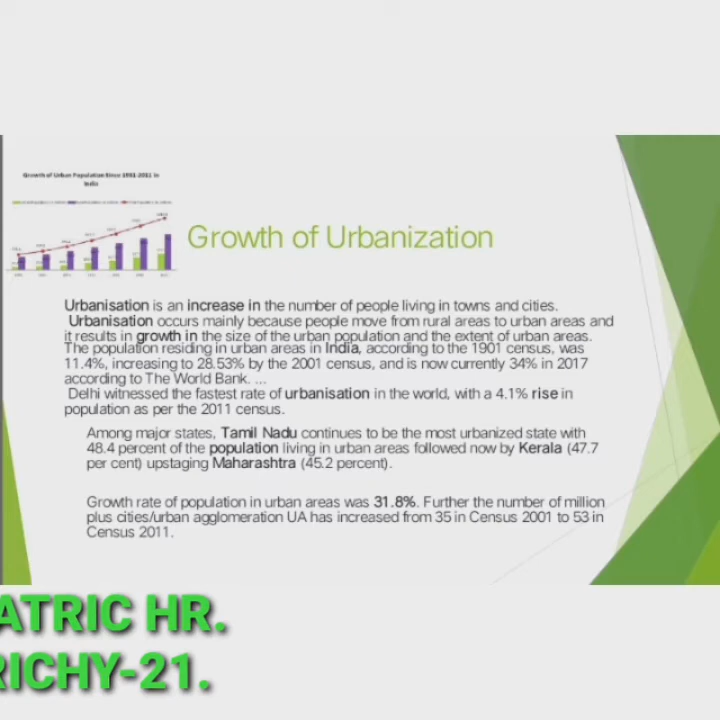 Growth of Urban Population Since 1901-2011 in
India
Growth of Urbanization
Urbanisation is an increase in the number of people living in towns and cities.
Urbanisation occurs mainly because people move from rural areas to urban areas and
it results in growth in the size of the urban population and the extent of urban areas.
The population residing in urban areas in India, according to the 1901 census, was
11.4%, increasing to 28.53% by the 2001 census, and is now currently 34% in 2017
according to The World Bank. ...
Delhi witnessed the fastest rate of urbanisation in the world, with a 4.1% rise in
population as per the 2011 census.
Among major states, Tamil Nadu continues to be the most urbanized state with
48.4 percent of the population living in urban areas followed now by Kerala (47.7
per cent) upstaging Maharashtra (45.2 percent).
Growth rate of population in urban areas was 31.8%. Further the number of million
plus cities/urban agglomeration UA has increased from 35 in Census 2001 to 53 in
Census 2011.
ATRIC HR.
RICHY-21.